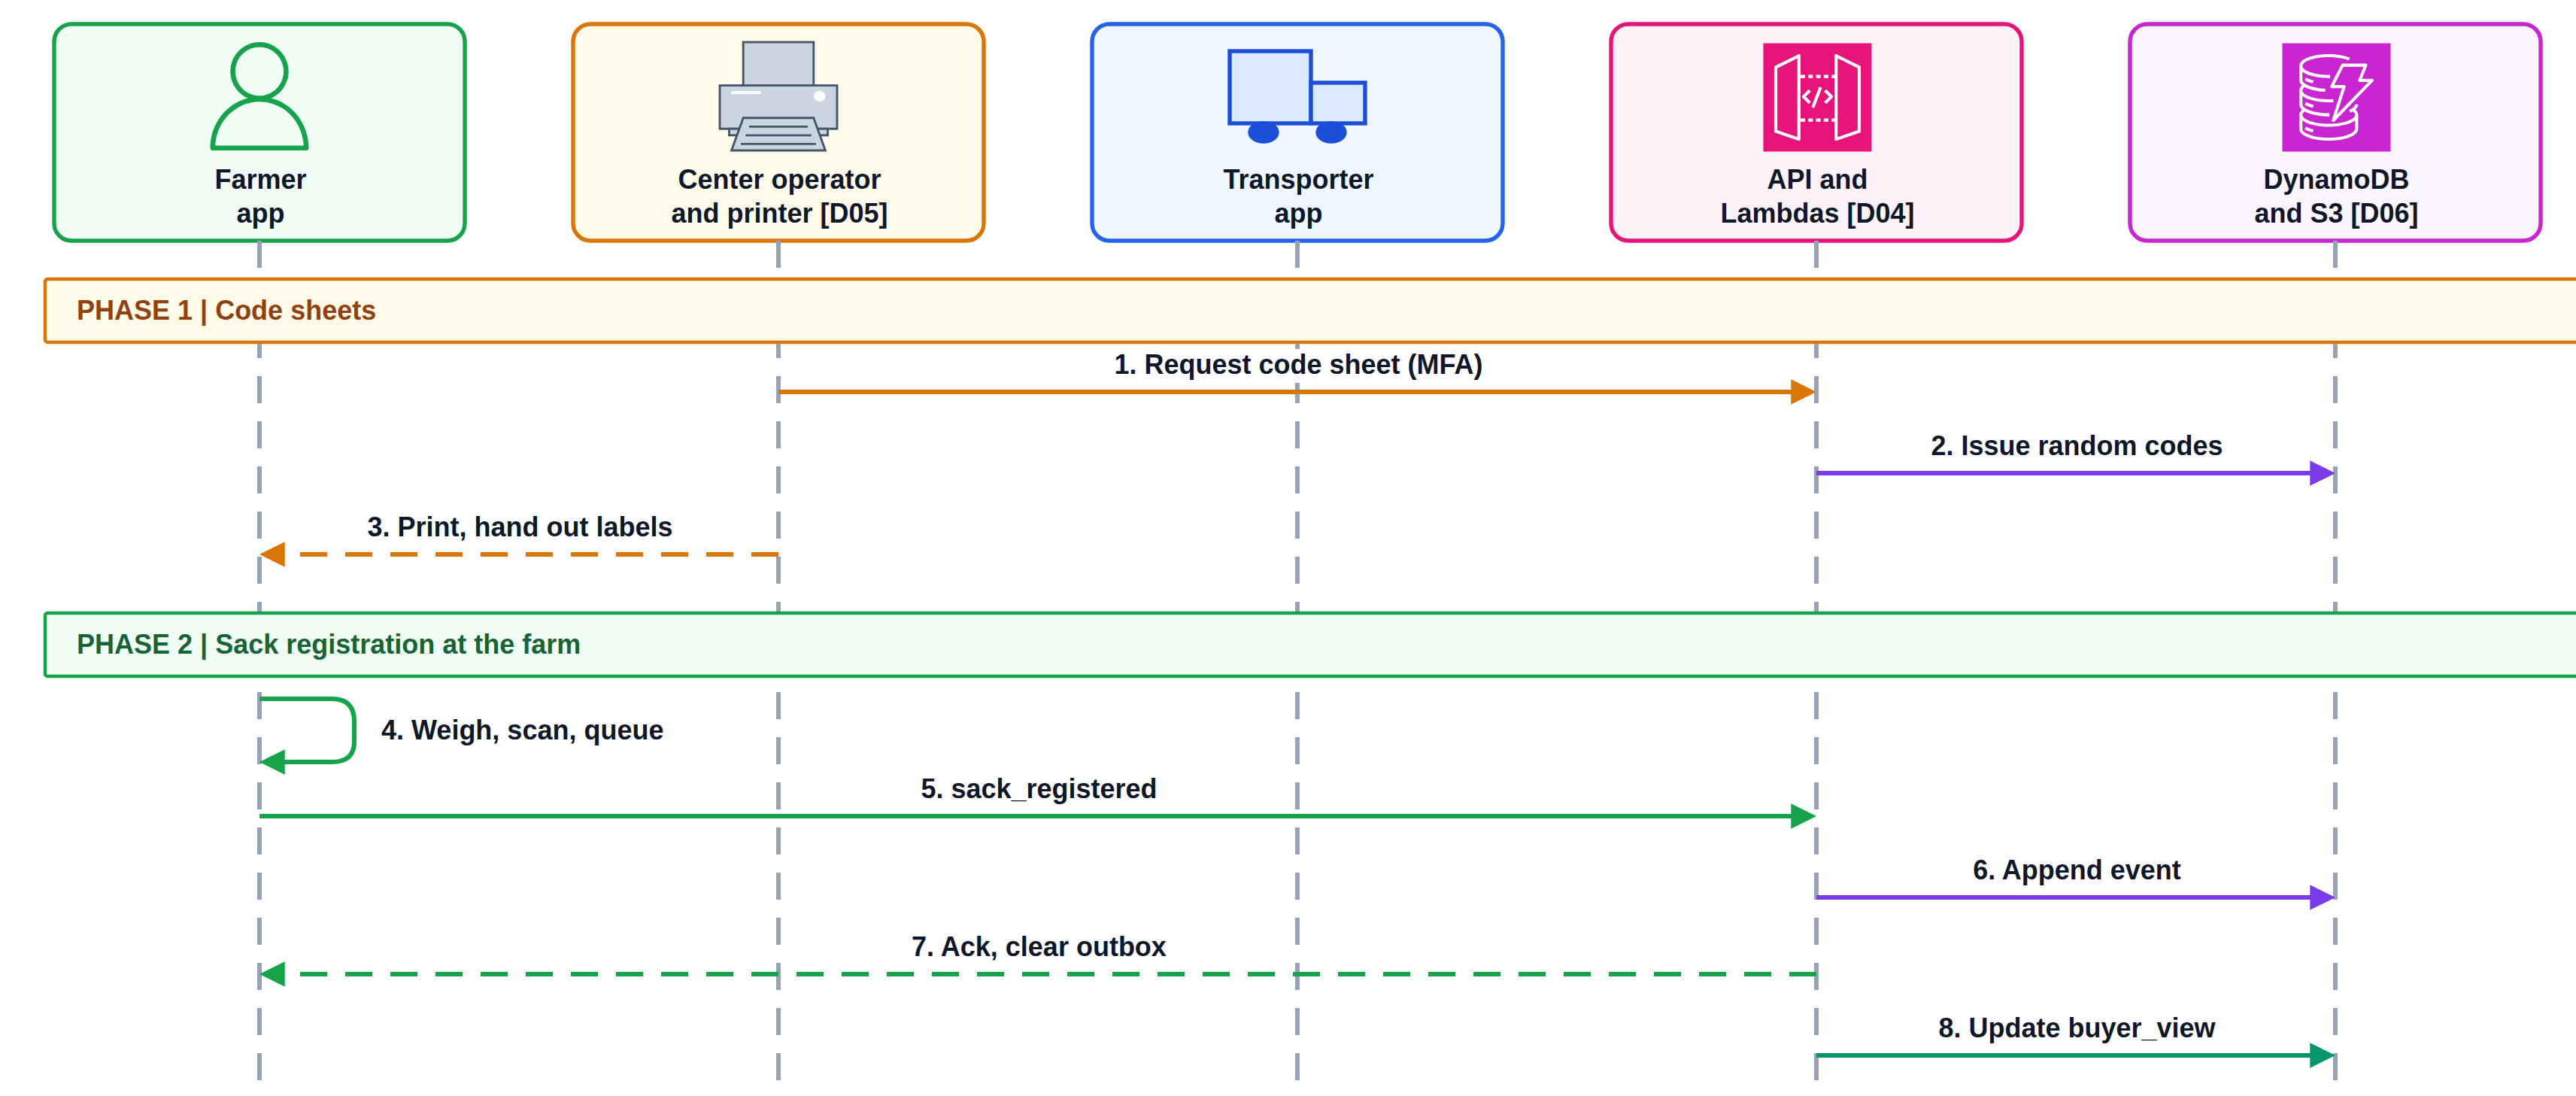 Farmer
app
Center operator
and printer [D05]
Transporter
app
API and
Lambdas [D04]
DynamoDB
and S3 [D06]
PHASE 1 | Code sheets
1. Request code sheet (MFA)
2. Issue random codes
3. Print, hand out labels
PHASE 2 | Sack registration at the farm
4. Weigh, scan, queue
5. sack_registered
6. Append event
7. Ack, clear outbox
8. Update buyer_view